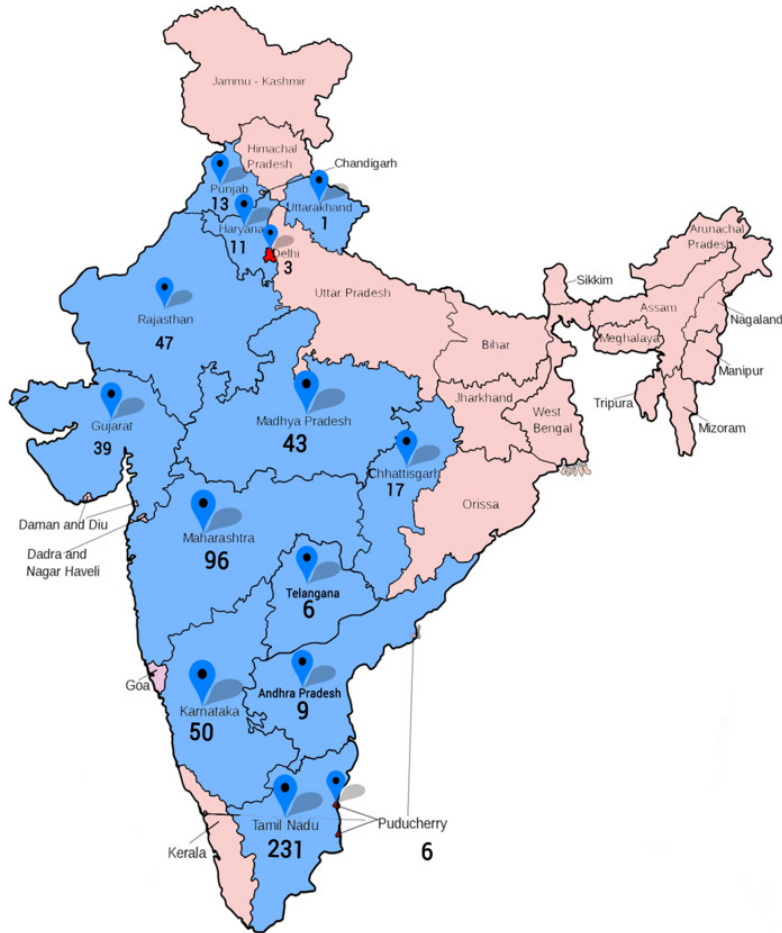 Jammu - Kashmir
Himachal
Pradesh
Chandigarh
Punjab
13
Uttarakhand
1
Haryana
11
Delhi
3
Arunachal
Pradesh
Sikkim
Uttar Pradesh
Assam
Nagaland
Rajasthan
47
Bihar
Meghalaya
Manipur
Jharkhand
Tripura
Mizoram
West
Bengal
Gujarat
39
Madhya Pradesh
43
Chhattisgarh
17
Orissa
Daman and Diu
Dadra and
Nagar Haveli
Maharashtra
96
Telangana
6
Goa
Karnataka
50
Andhra Pradesh
9
Tamil Nadu
231
Puducherry
6
Kerala